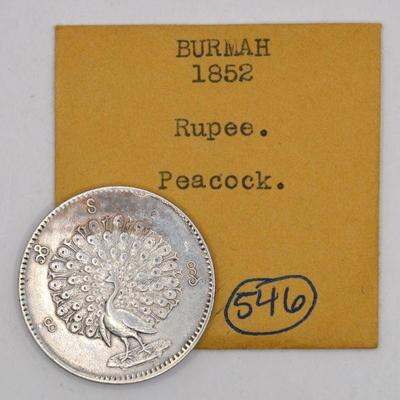 BURMAH
1852
Rupee.
Peacock.
546